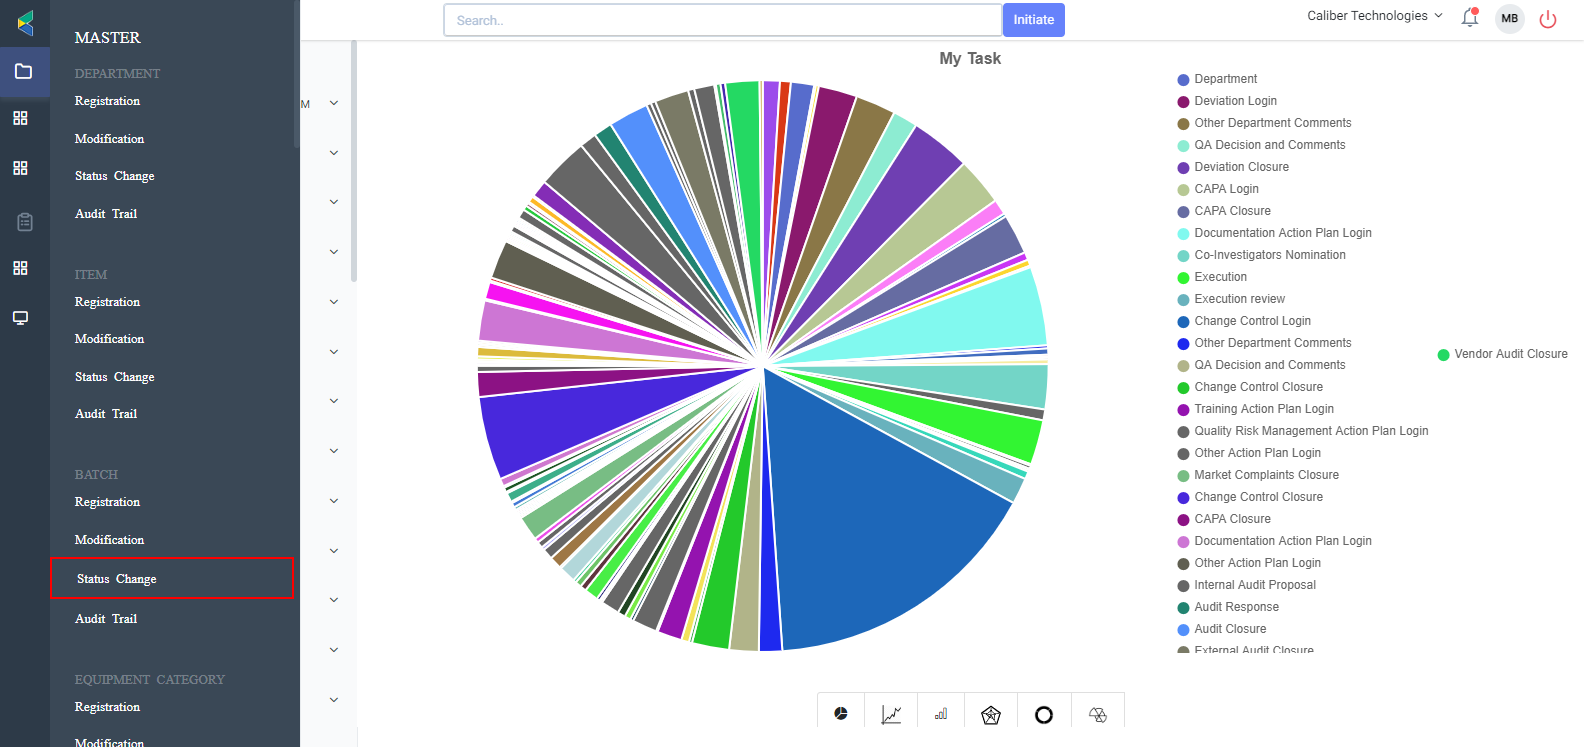 Search..
Initiate
Caliber Technologies
MB
MASTER
DEPARTMENT
Registration
Modification
Status Change
Audit Trail
ITEM
Registration
Modification
Status Change
Audit Trail
BATCH
Registration
Modification
Status Change
Audit Trail
EQUIPMENT CATEGORY
Registration
Modification
M
My Task
Department
Deviation Login
Other Department Comments
QA Decision and Comments
Deviation Closure
CAPA Login
CAPA Closure
Documentation Action Plan Login
Co-Investigators Nomination
Execution
Execution review
Change Control Login
Other Department Comments
QA Decision and Comments
Change Control Closure
Training Action Plan Login
Quality Risk Management Action Plan Login
Other Action Plan Login
Market Complaints Closure
Change Control Closure
CAPA Closure
Documentation Action Plan Login
Other Action Plan Login
Internal Audit Proposal
Audit Response
Audit Closure
External Audit Closure
Vendor Audit Closure